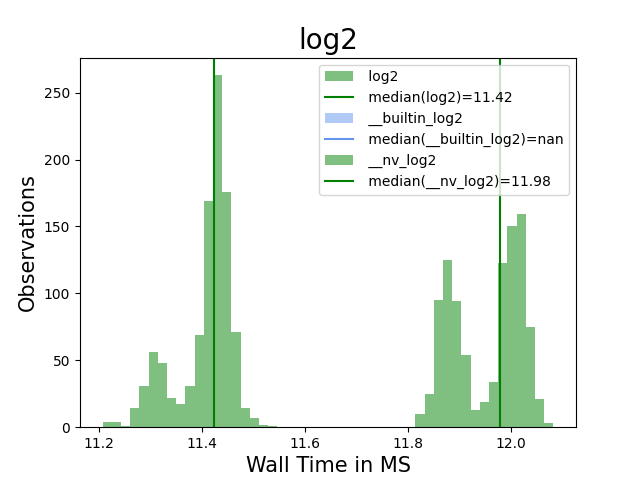 log2
log2
median(log2)=11.42
__builtin_log2
median(__builtin_log2)=nan
__nv_log2
median(__nv_log2)=11.98
Observations
250
200
150
100
50
0
11.2 11.4 11.6 11.8 12.0
Wall Time in MS